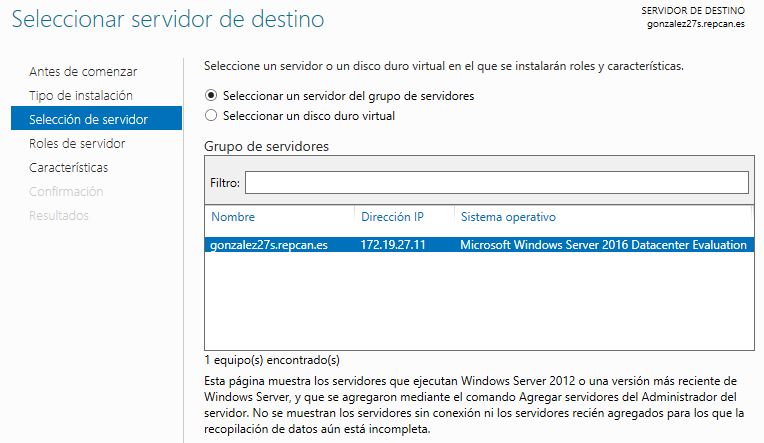 Seleccionar servidor de destino
SERVIDOR DE DESTINO
gonzalez27s.repcan.es
Antes de comenzar
Tipo de instalación
Selección de servidor
Roles de servidor
Características
Confirmación
Resultados
Seleccione un servidor o un disco duro virtual en el que se instalarán roles y características.
Seleccionar un servidor del grupo de servidores
Seleccionar un disco duro virtual
Grupo de servidores
Filtro:
Nombre Dirección IP Sistema operativo
gonzalez27s.repcan.es 172.19.27.11 Microsoft Windows Server 2016 Datacenter Evaluation
1 equipo(s) encontrado(s)
Esta página muestra los servidores que ejecutan Windows Server 2012 o una versión más reciente de
Windows Server, y que se agregaron mediante el comando Agregar servidores del Administrador del
servidor. No se muestran los servidores sin conexión ni los servidores recién agregados para los que la
recopilación de datos aún está incompleta.